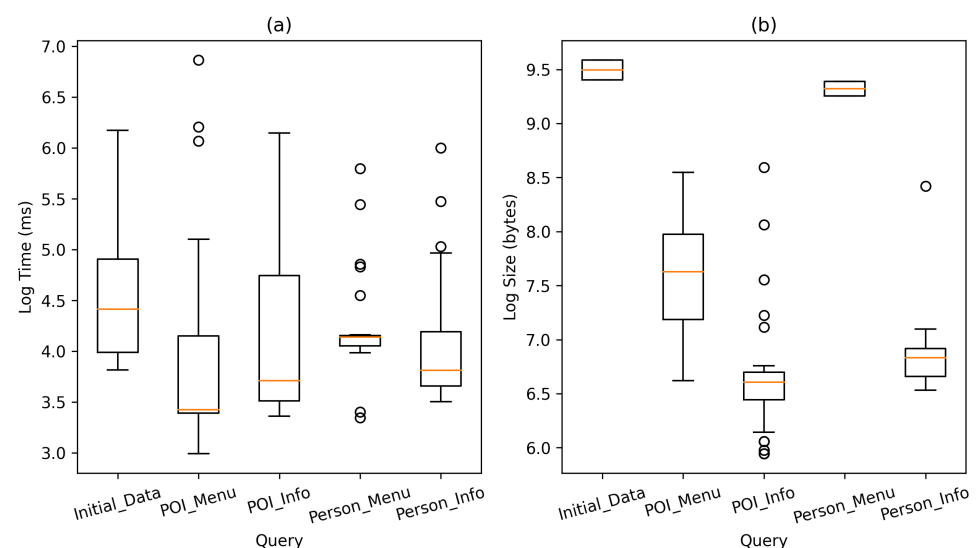 (a)
Log Time (ms)
7.0
6.5
6.0
5.5
5.0
4.5
4.0
3.5
3.0
Initial_Data
POI_Menu
POI_Info
Person_Menu
Person_Info
Query
(b)
Log Size (bytes)
9.5
9.0
8.5
8.0
7.5
7.0
6.5
6.0
Initial_Data
POI_Menu
POI_Info
Person_Menu
Person_Info
Query